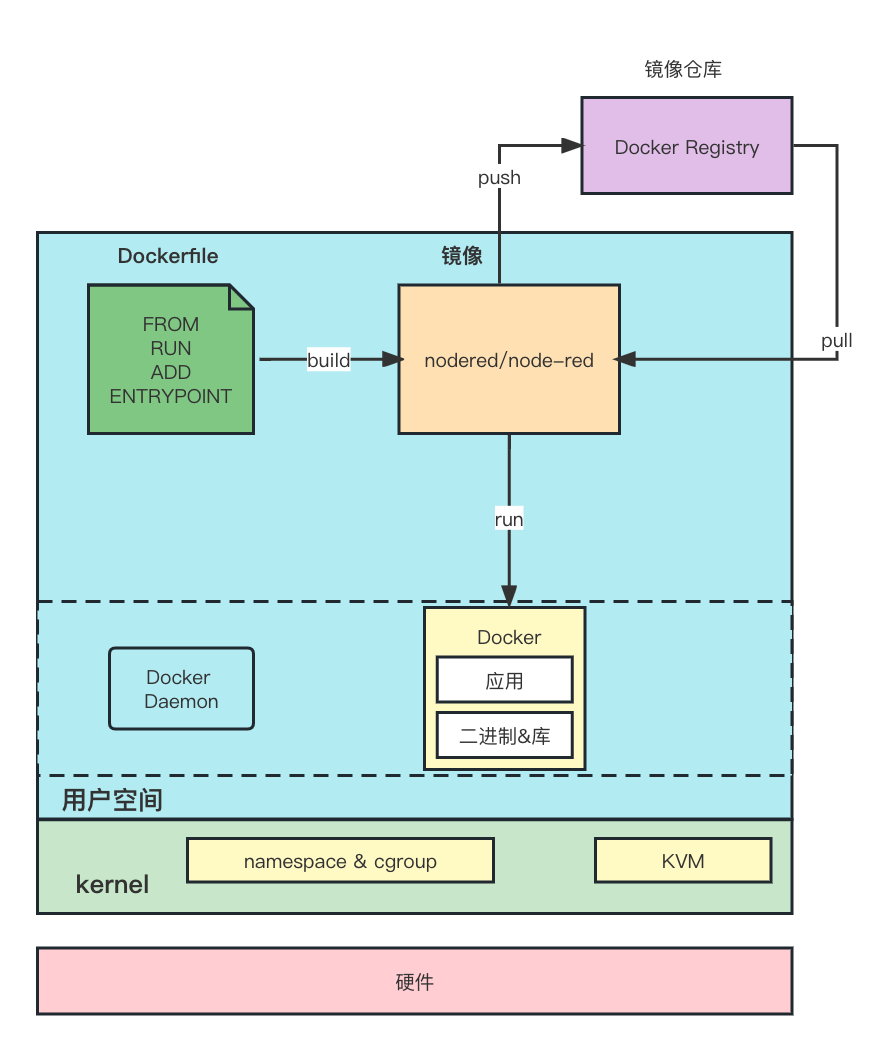 镜像仓库
Docker Registry
push
Dockerfile
镜像
FROM
RUN
ADD
ENTRYPOINT
build
nodered/node-red
pull
run
Docker
Docker
Daemon
应用
二进制&库
用户空间
namespace & cgroup
KVM
kernel
硬件